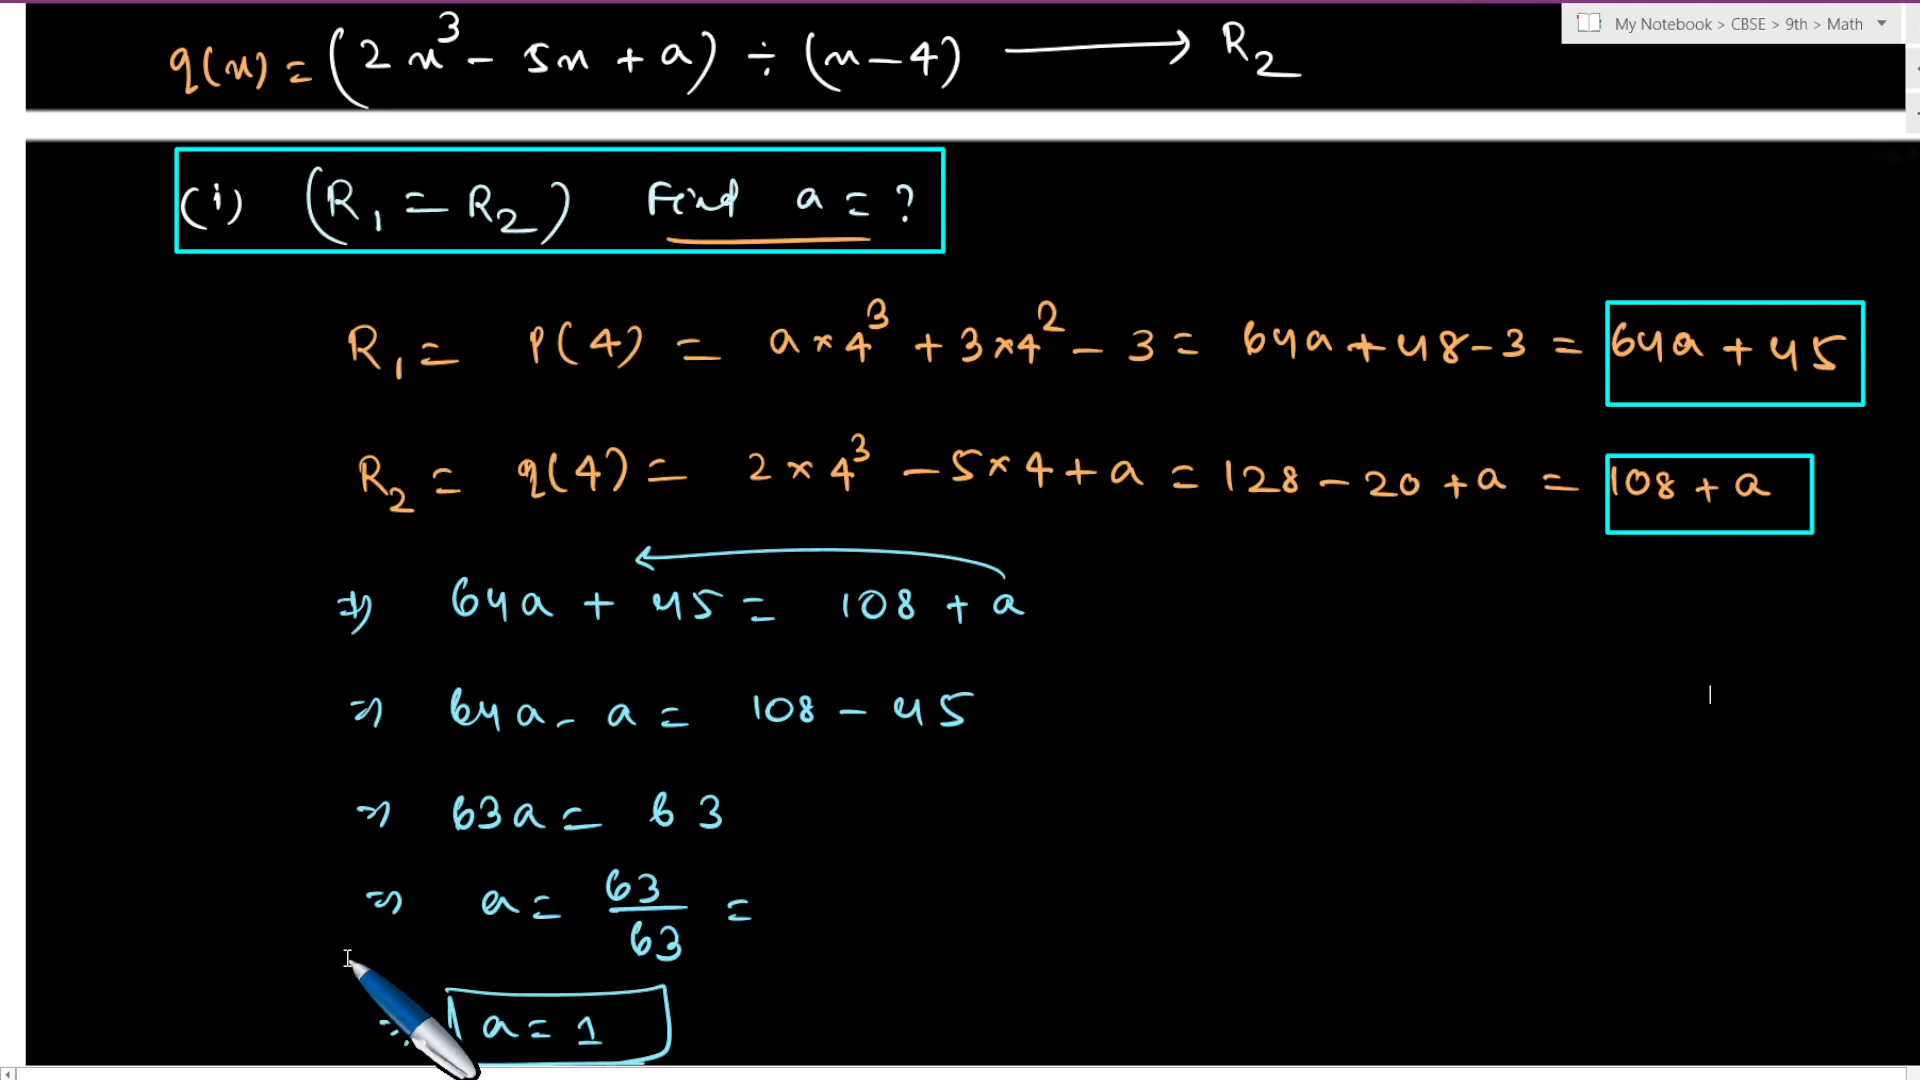 My Notebook > CBSE > 9th > Math
q(x) = (2x³ - 5x + a) ÷ (x - 4) ⟶ R₂
(i) (R₁ = R₂) Find a = ?
R₁ = P(4) = a × 4³ + 3 × 4² - 3 = 64a + 48 - 3 = 64a + 45
R₂ = q(4) = 2 × 4³ - 5 × 4 + a = 128 - 20 + a = 108 + a
⇒ 64a + 45 = 108 + a
⇒ 64a - a = 108 - 45
⇒ 63a = 63
⇒ a = 63/63 =
a = 1